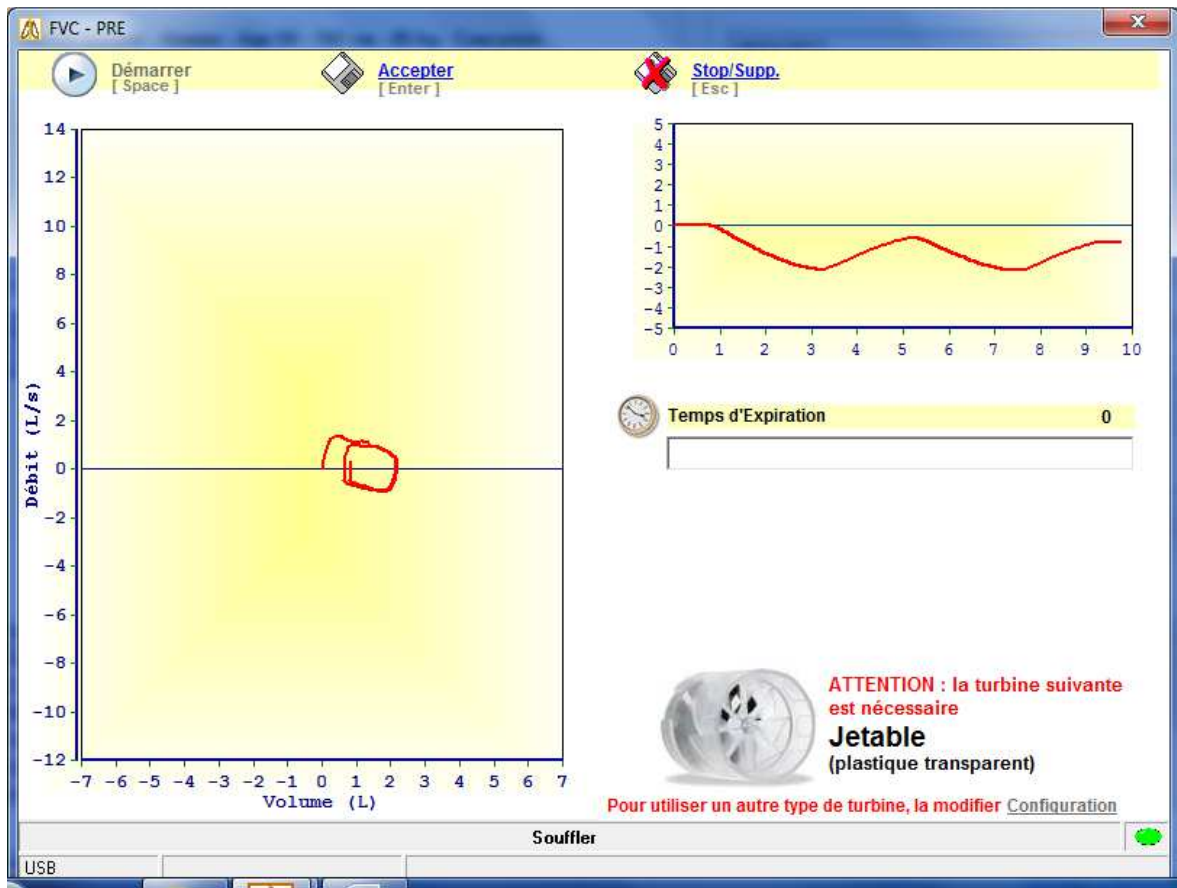 FVC - PRE
Démarrer
[ Space ]
Accepter
[ Enter ]
Stop/Supp.
[ Esc ]
14
12
10
8
6
4
2
0
-2
-4
-6
-8
-10
-12
Débit (L/s)
-7 -6 -5 -4 -3 -2 -1 0 1 2 3 4 5 6 7
Volume (L)
5
4
3
2
1
0
-1
-2
-3
-4
-5
0 1 2 3 4 5 6 7 8 9 10
Temps d'Expiration 0
ATTENTION : la turbine suivante
est nécessaire
Jetable
(plastique transparent)
Pour utiliser un autre type de turbine, la modifier Configuration
Souffler
USB